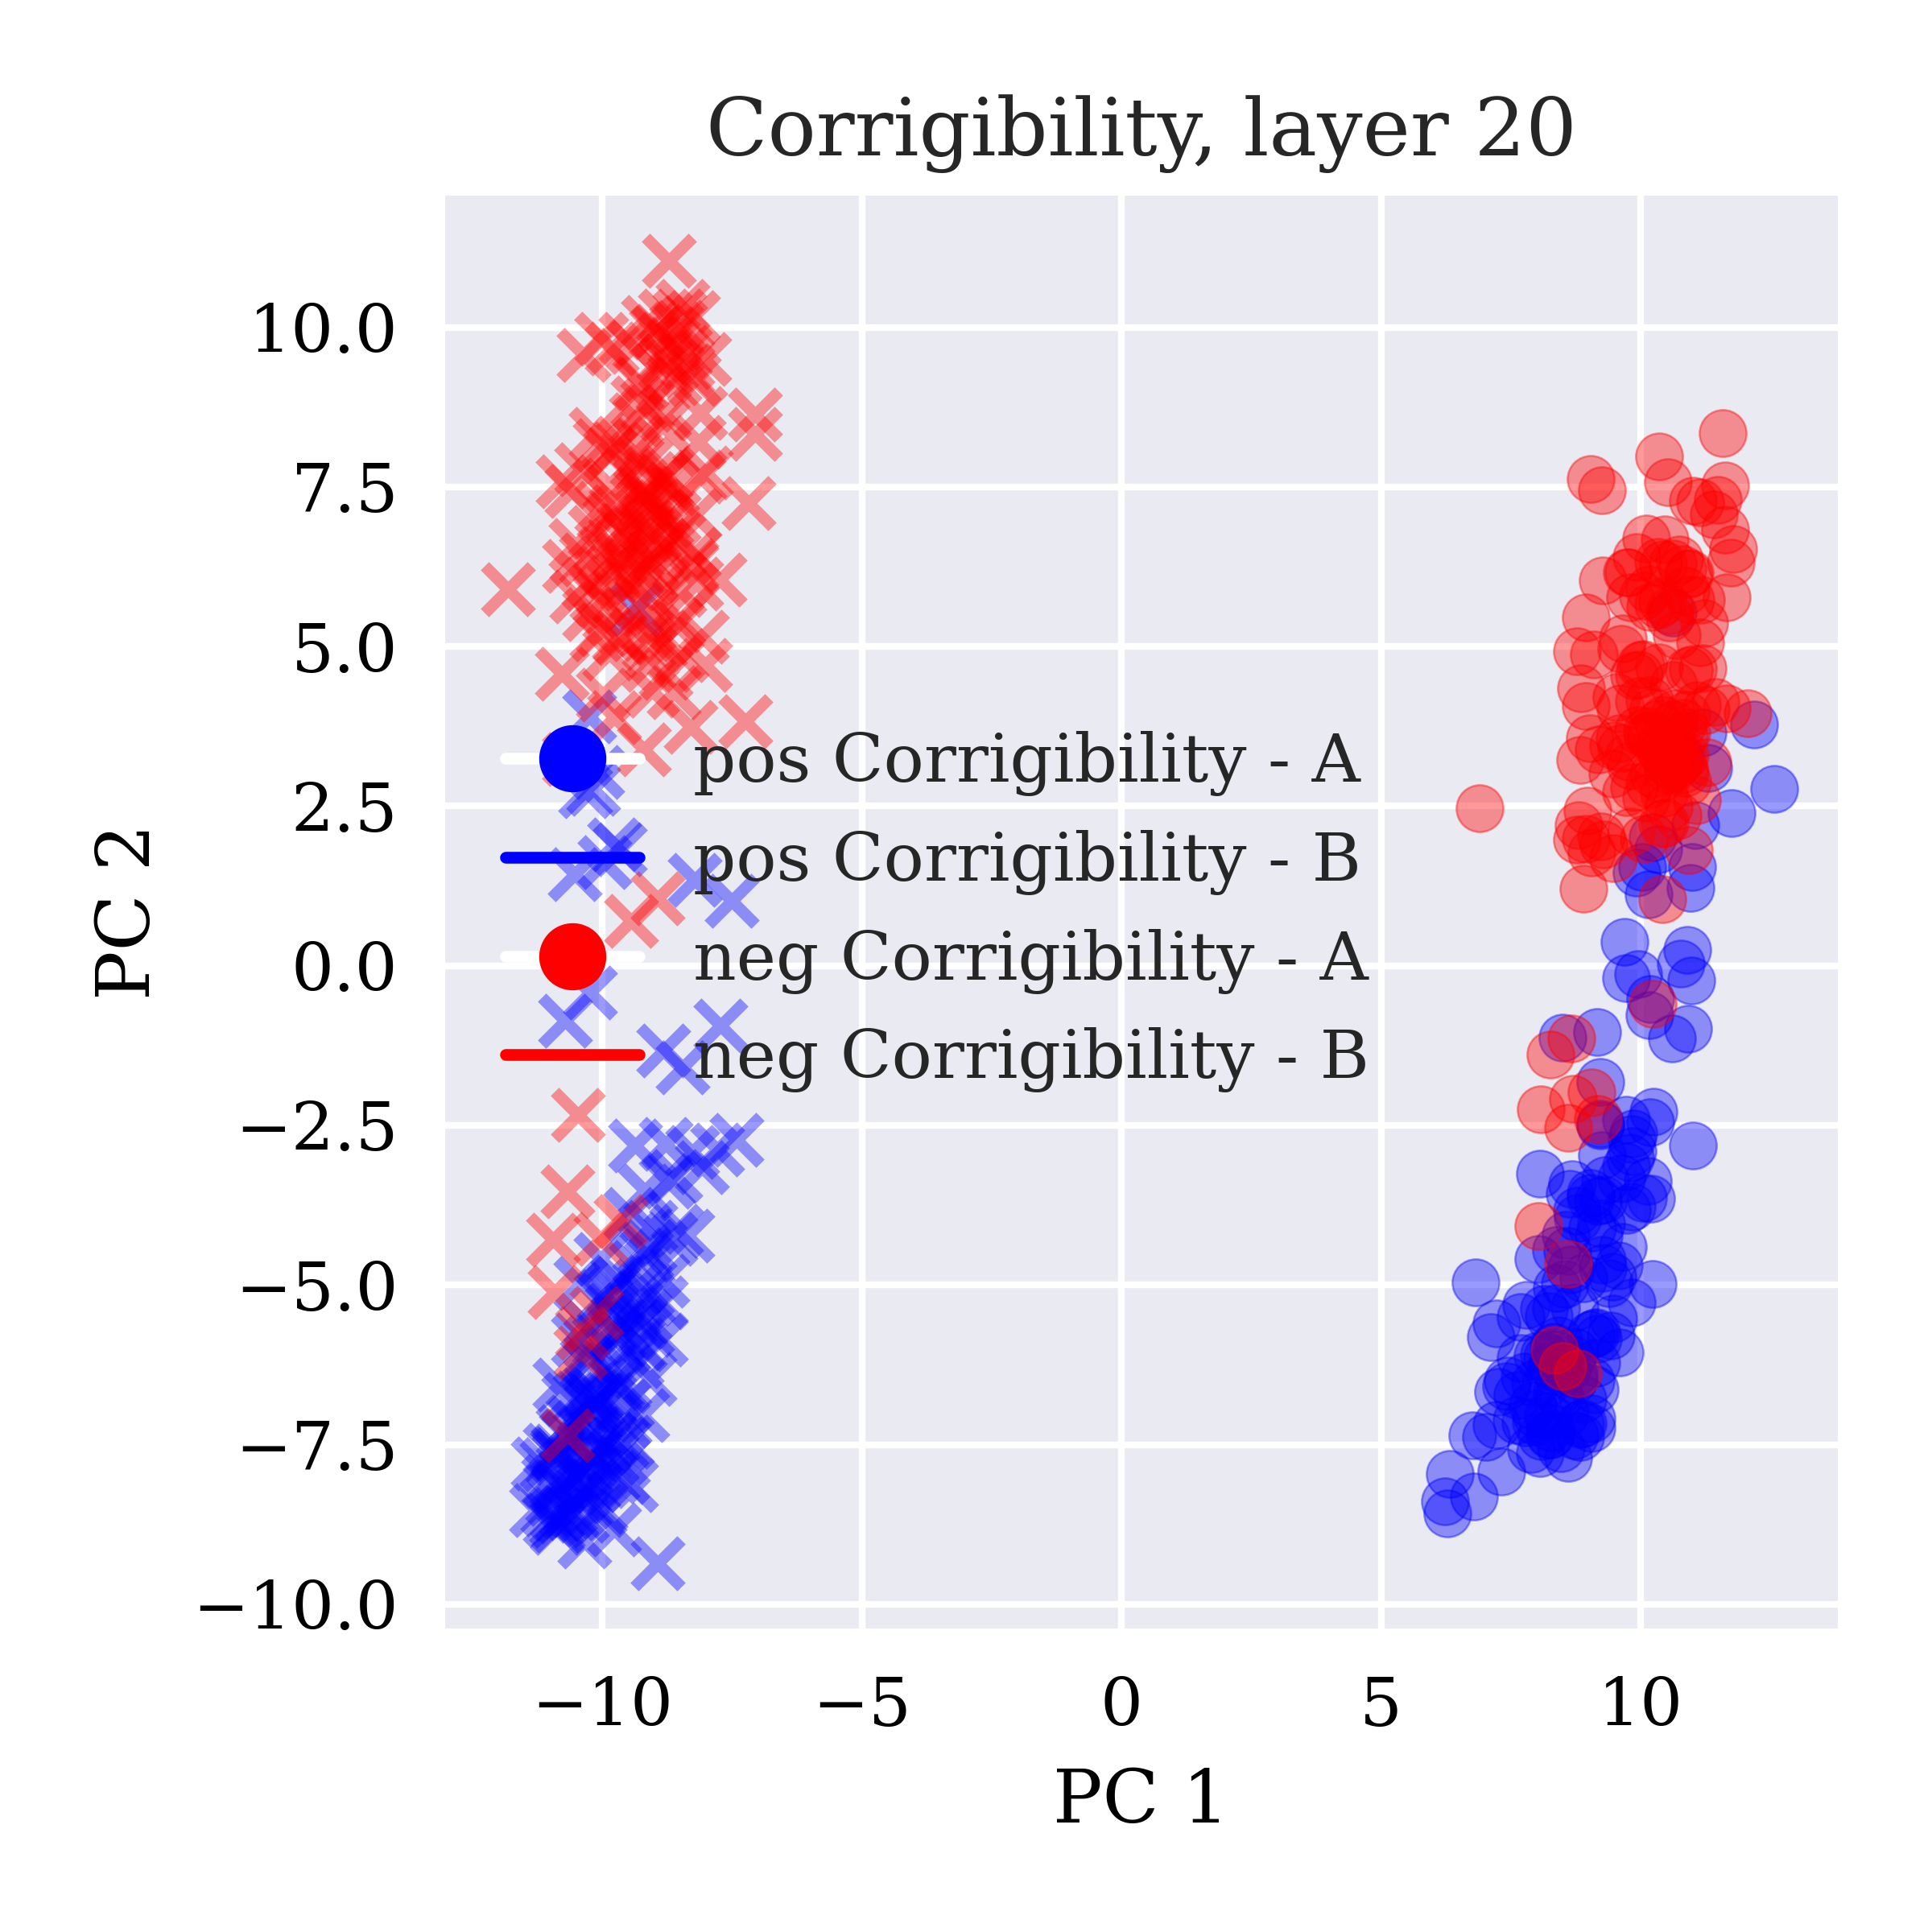 Corrigibility, layer 20
10.0
7.5
5.0
2.5
0.0
−2.5
−5.0
−7.5
−10.0
PC 2
pos Corrigibility - A
pos Corrigibility - B
neg Corrigibility - A
neg Corrigibility - B
−10 −5 0 5 10
PC 1